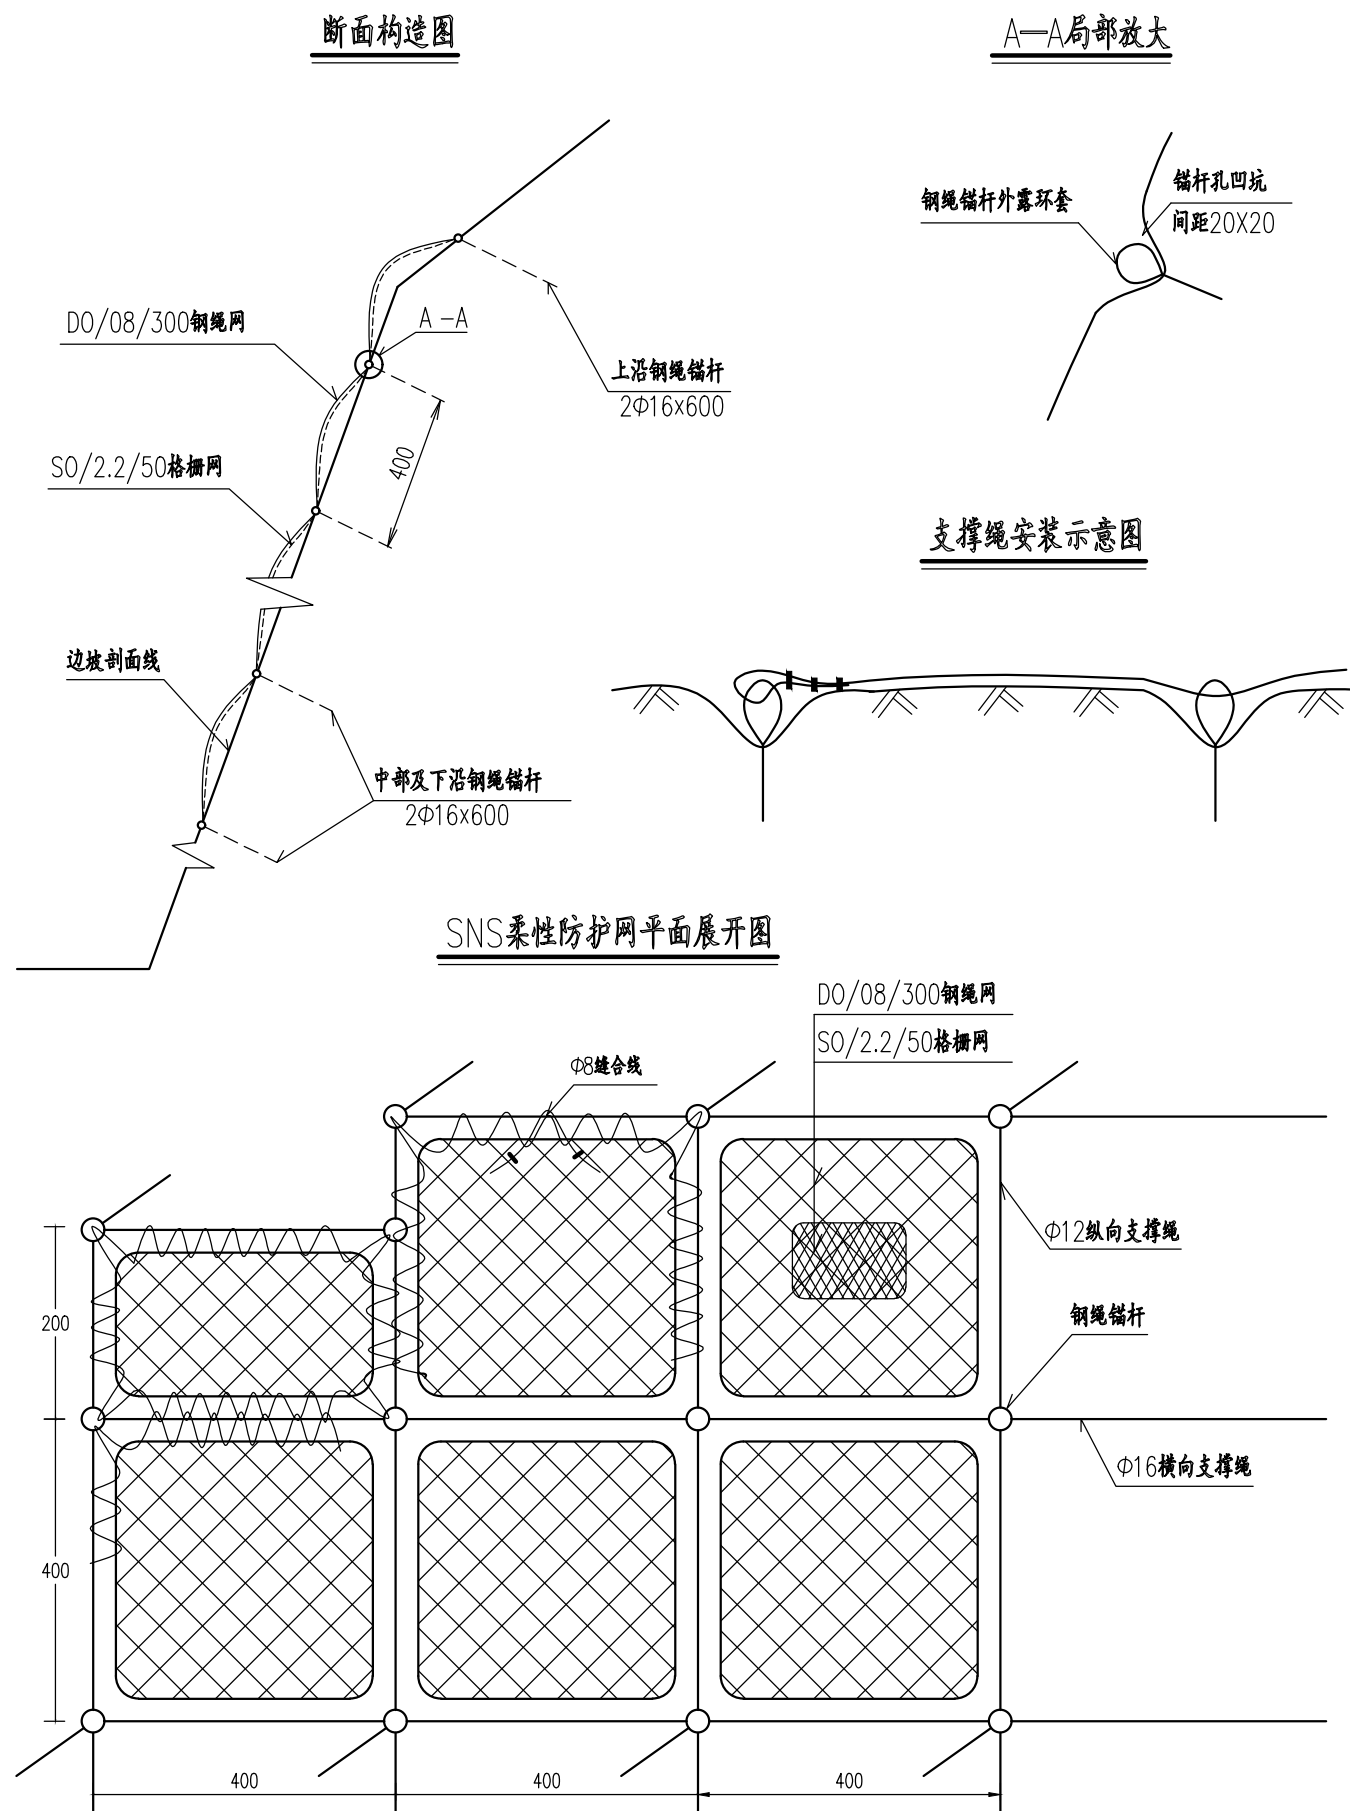 断面构造图
A—A局部放大
钢绳锚杆外露环套
锚杆孔凹坑
间距20X20
DO/08/300钢绳网
A-A
上沿钢绳锚杆
2Φ16x600
400
SO/2.2/50格栅网
支撑绳安装示意图
边坡剖面线
中部及下沿钢绳锚杆
2Φ16x600
SNS柔性防护网平面展开图
DO/08/300钢绳网
SO/2.2/50格栅网
Φ8缝合线
Φ12纵向支撑绳
200
钢绳锚杆
Φ16横向支撑绳
400
400
400
400